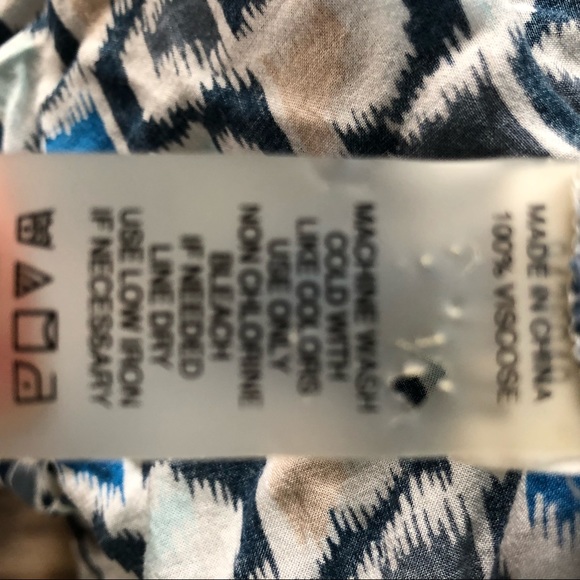 MADE IN CHINA
100% VISCOSE
MACHINE WASH
COLD WITH
LIKE COLORS
USE ONLY
NON CHLORINE
BLEACH
IF NEEDED
LINE DRY
USE LOW IRON
IF NECESSARY